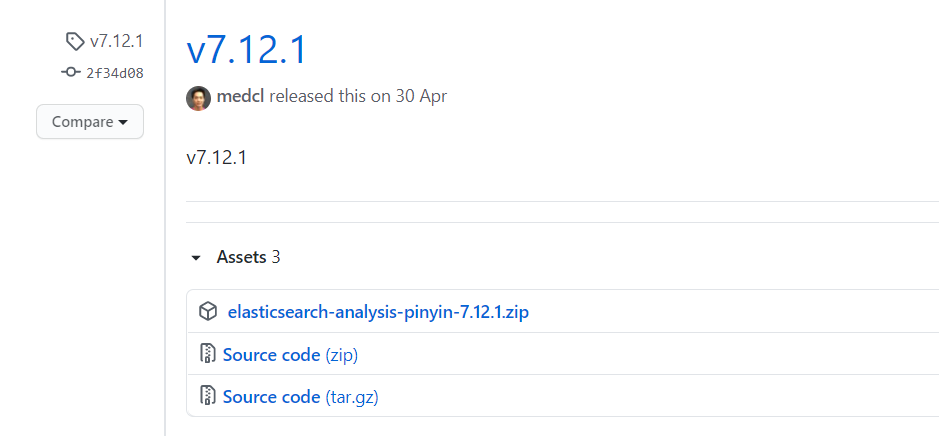 v7.12.1
2f34d08
Compare
v7.12.1
medcl released this on 30 Apr
v7.12.1
Assets 3
elasticsearch-analysis-pinyin-7.12.1.zip
Source code (zip)
Source code (tar.gz)